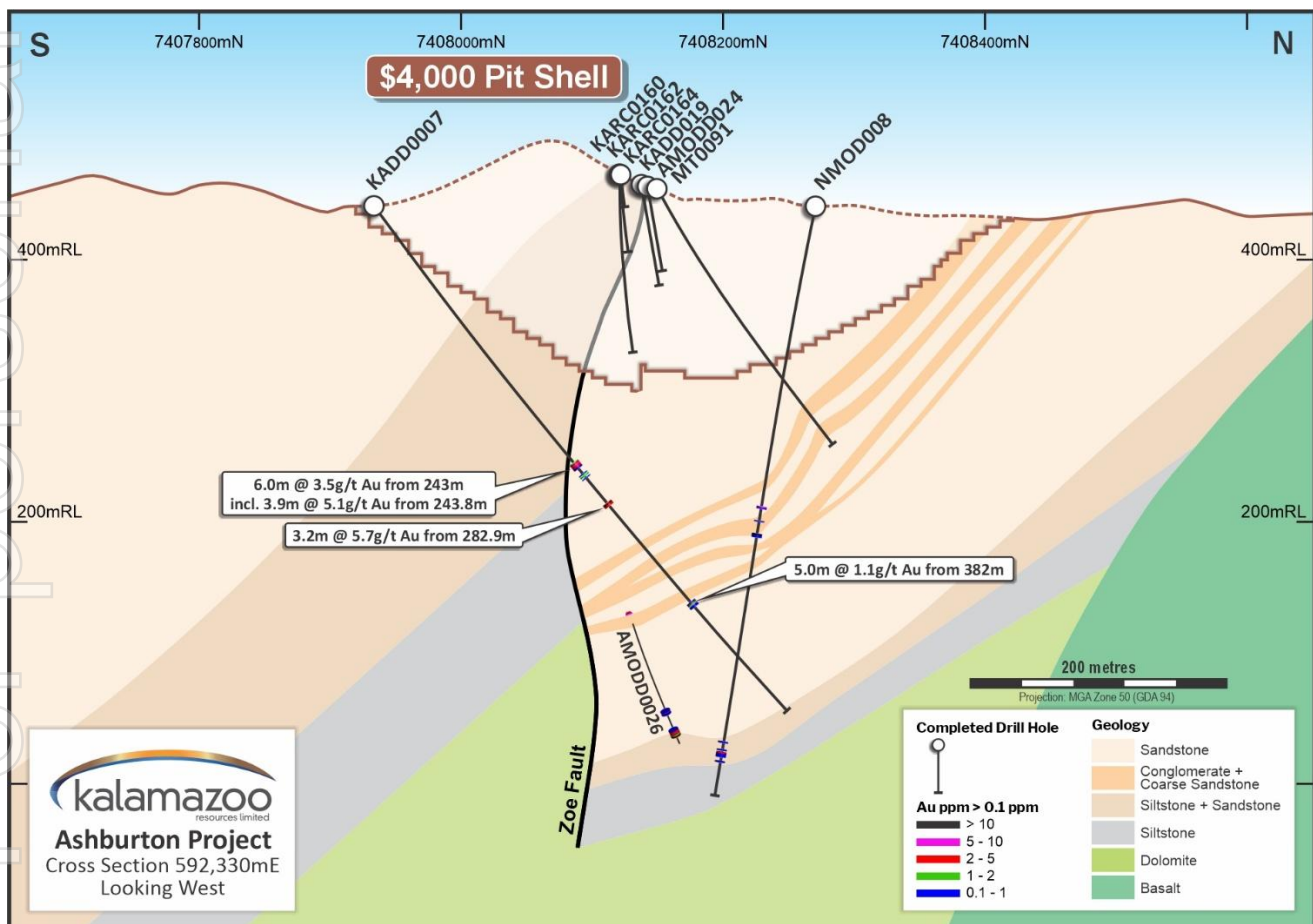 S
7407800mN
7408000mN
7408200mN
7408400mN
N
$4,000 Pit Shell
KADD0007
KARC0160
KARC0162
KARC0164
KADD019
AMODD024
MT0091
NMOD008
400mRL
400mRL
6.0m @ 3.5g/t Au from 243m
incl. 3.9m @ 5.1g/t Au from 243.8m
3.2m @ 5.7g/t Au from 282.9m
200mRL
200mRL
5.0m @ 1.1g/t Au from 382m
AMODD0026
Zoe Fault
200 metres
Projection: MGA Zone 50 (GDA 94)
kalamazoo
resources limited
Ashburton Project
Cross Section 592,330mE
Looking West
Completed Drill Hole
Au ppm > 0.1 ppm
> 10
5 - 10
2 - 5
1 - 2
0.1 - 1
Geology
Sandstone
Conglomerate +
Coarse Sandstone
Siltstone + Sandstone
Siltstone
Dolomite
Basalt